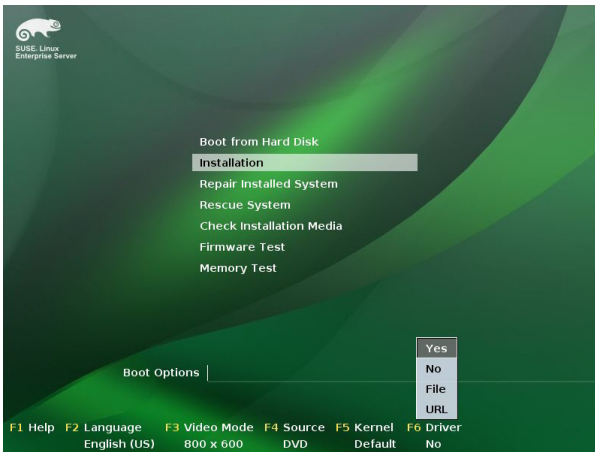 SUSE. Linux
Enterprise Server
Boot from Hard Disk
Installation
Repair Installed System
Rescue System
Check Installation Media
Firmware Test
Memory Test
Yes
Boot Options No
File
URL
F1 Help F2 Language F3 Video Mode F4 Source F5 Kernel F6 Driver
English (US) 800 x 600 DVD Default No